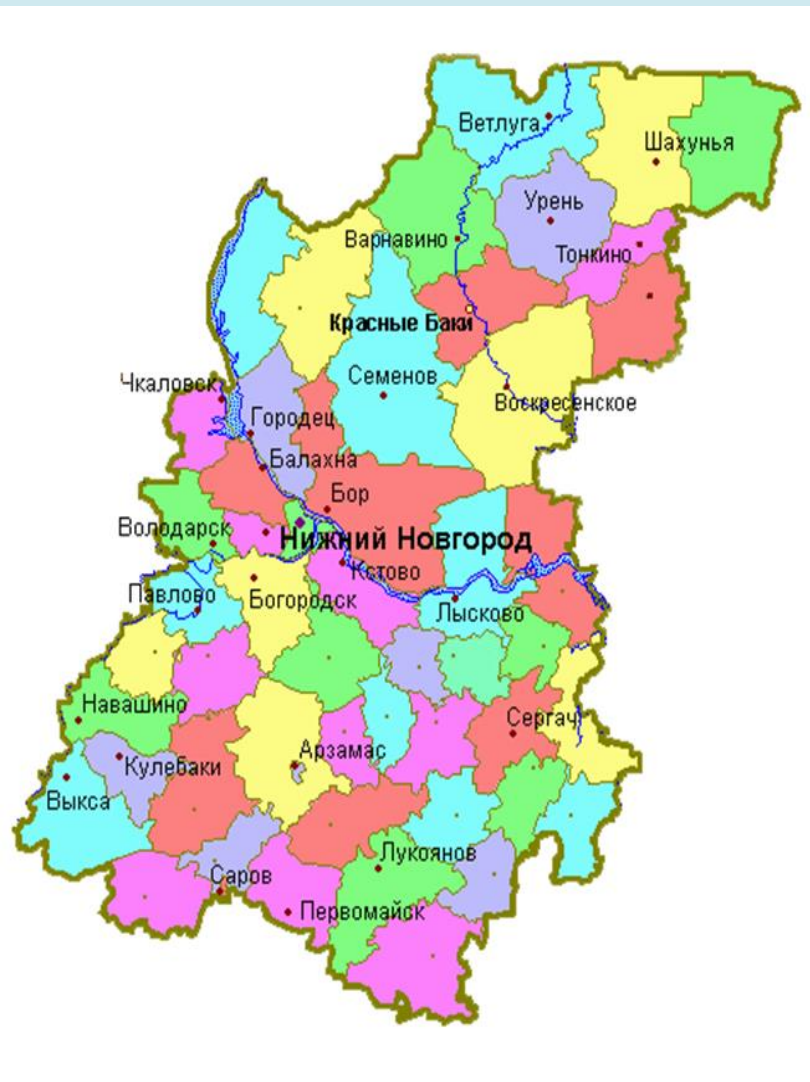 Ветлуга
Шахунья
Урень
Варнавино
Тонкино
Красные Баки
Семенов
Чкаловск
Воскресенское
Городец
Балахна
Бор
Володарск
Нижний Новгород
Кстово
Павлово
Богородск
Лысково
Навашино
Сергач
Арзамас
Кулебаки
Выкса
Лукоянов
Саров
Первомайск